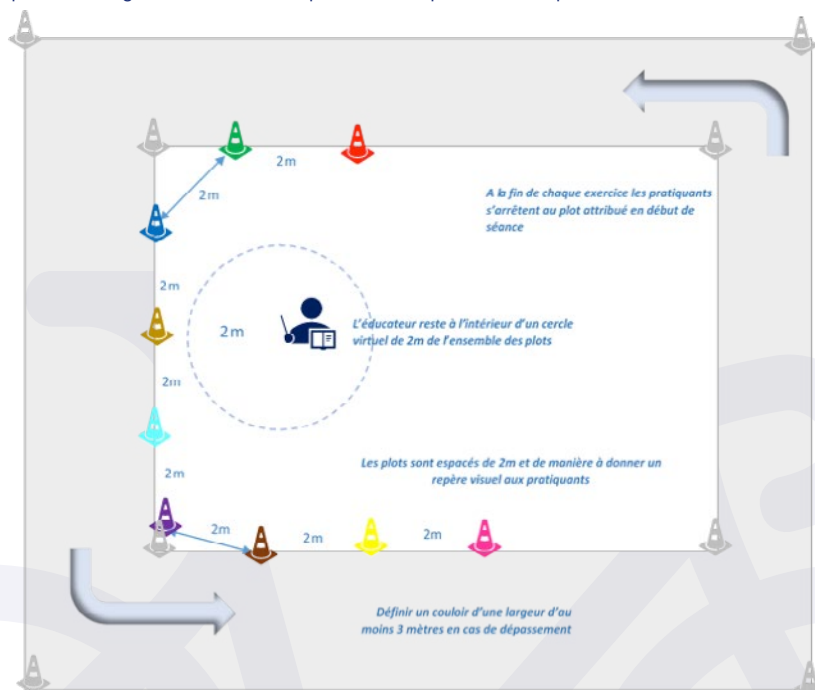 2m
2m
A la fin de chaque exercice les pratiquants
s'arrêtent au plot attribué en début de
séance
2m
2m
L'éducateur reste à l'intérieur d'un cercle
virtuel de 2m de l'ensemble des plots
2m
2m
Les plots sont espacés de 2m et de manière à donner un
repère visuel aux pratiquants
2m
2m
2m
Définir un couloir d'une largeur d'au
moins 3 mètres en cas de dépassement